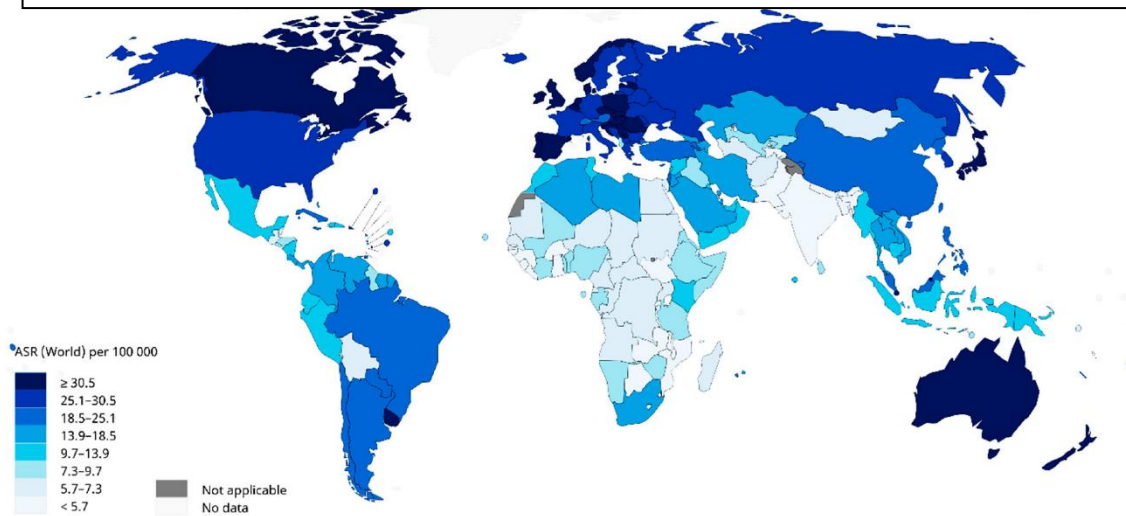 ASR (World) per 100 000
≥ 30.5
25.1–30.5
18.5–25.1
13.9–18.5
9.7–13.9
7.3–9.7
5.7–7.3
< 5.7
Not applicable
No data